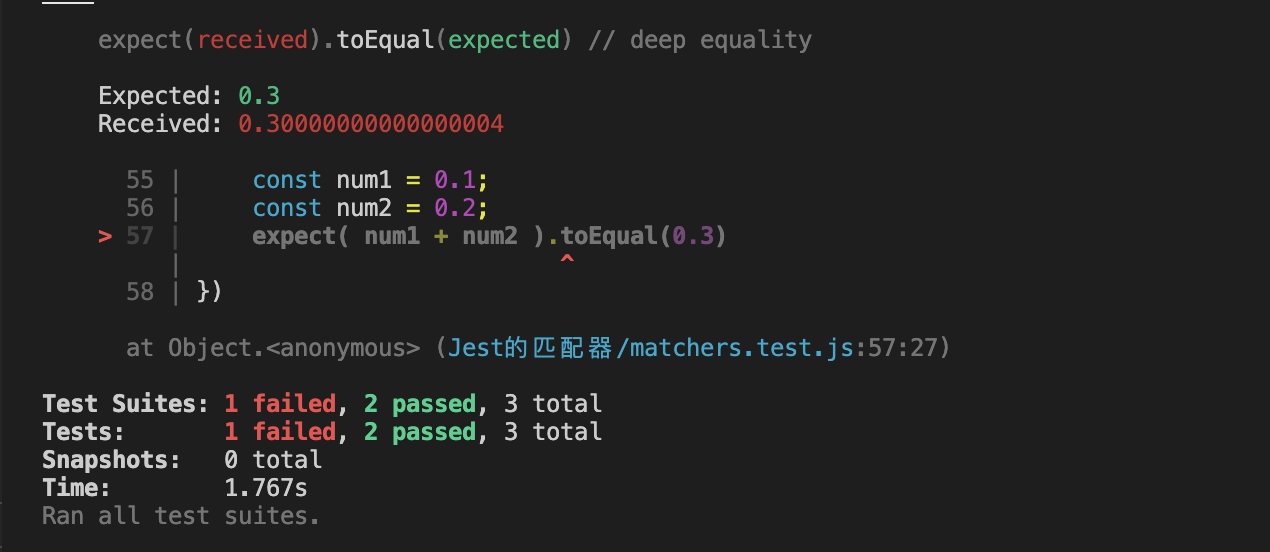 expect(received).toEqual(expected) // deep equality
Expected: 0.3
Received: 0.30000000000000004
55 |     const num1 = 0.1;
56 |     const num2 = 0.2;
> 57 |     expect( num1 + num2 ).toEqual(0.3)
|                           ^
58 | })
at Object.<anonymous> (Jest的匹配器/matchers.test.js:57:27)
Test Suites: 1 failed, 2 passed, 3 total
Tests:       1 failed, 2 passed, 3 total
Snapshots:   0 total
Time:        1.767s
Ran all test suites.